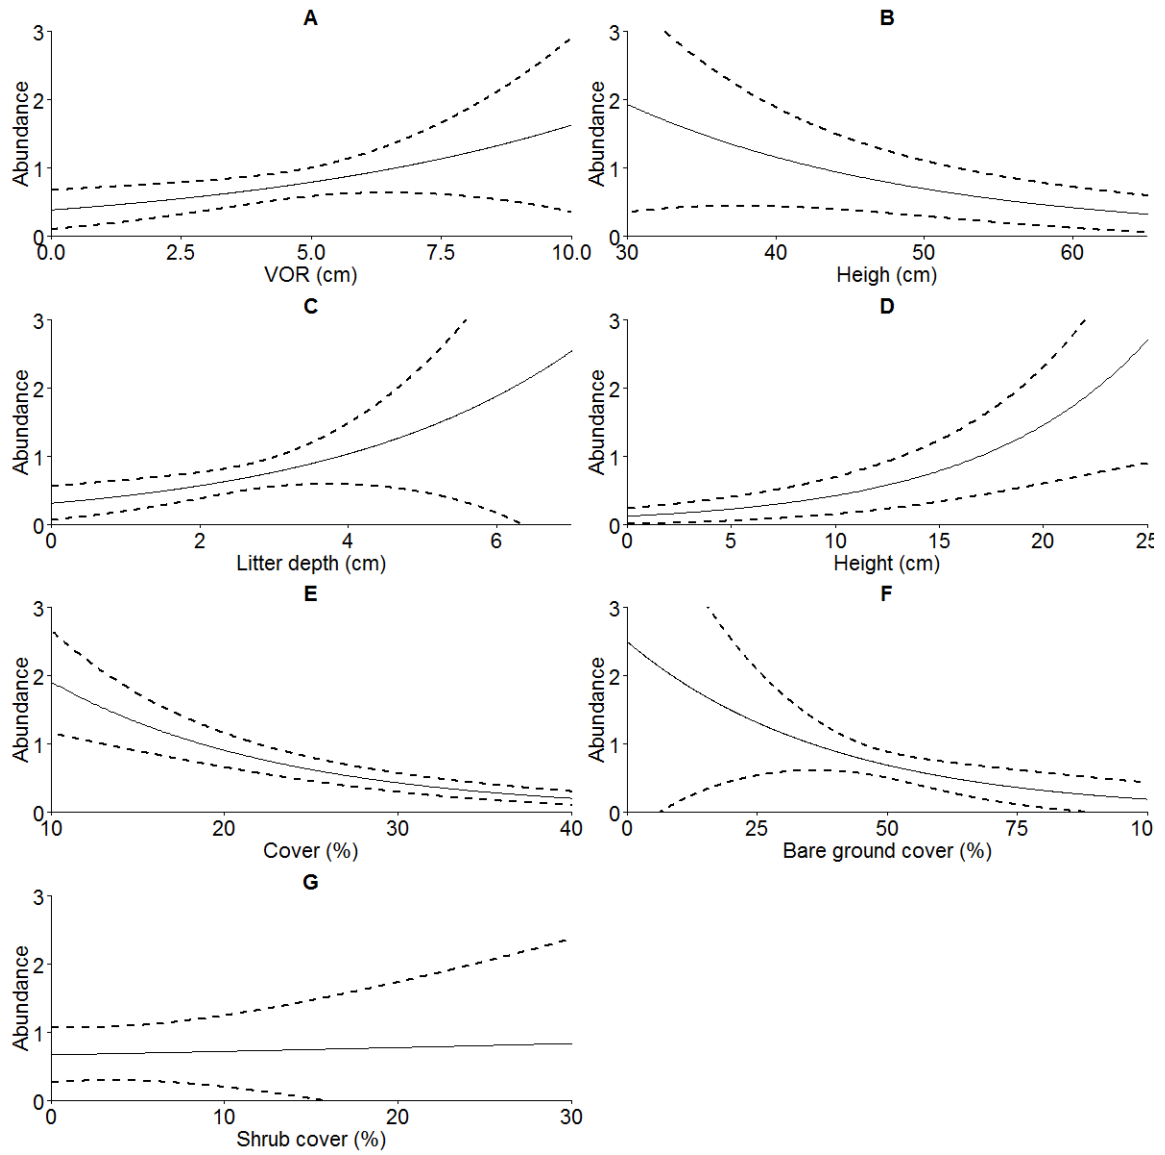 A
3
2
1
0
Abundance
0.0 2.5 5.0 7.5 10.0
VOR (cm)
B
3
2
1
0
Abundance
30 40 50 60
Heigh (cm)
C
3
2
1
0
Abundance
0 2 4 6
Litter depth (cm)
D
3
2
1
0
Abundance
0 5 10 15 20 25
Height (cm)
E
3
2
1
0
Abundance
10 20 30 40
Cover (%)
F
3
2
1
0
Abundance
0 25 50 75 10
Bare ground cover (%)
G
3
2
1
0
Abundance
0 10 20 30
Shrub cover (%)